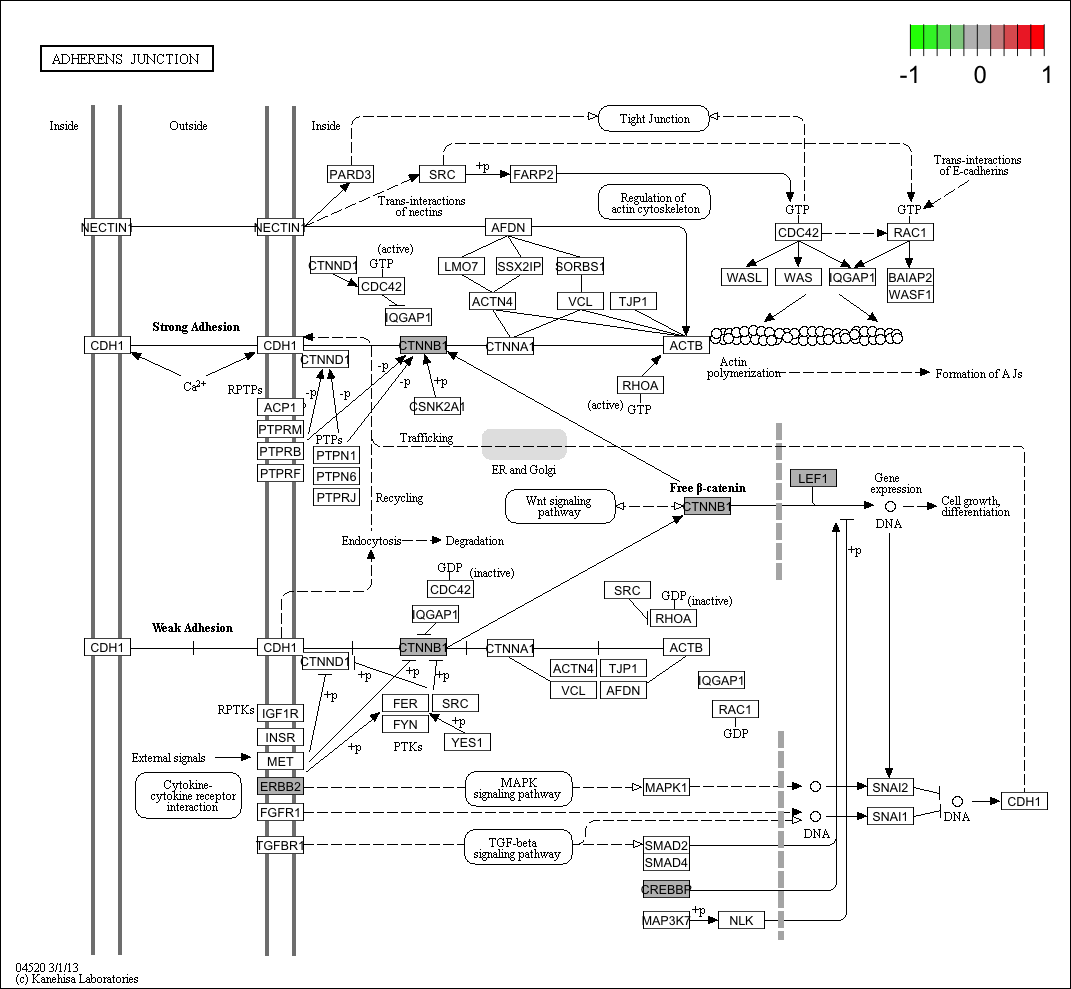 ADHERENS JUNCTION
-1 0 1
Inside
Outside
Inside
Tight Junction
PARD3
SRC
+p
FARP2
Trans-interactions
of E-cadherins
Trans-interactions
of nectins
Regulation of
actin cytoskeleton
GTP
GTP
NECTIN1
NECTIN1
AFDN
CDC42
RAC1
(active)
CTNND1
GTP
CDC42
IQGAP1
LMO7
SSX2IP
SORBS1
WASL
WAS
IQGAP1
BAIAP2
WASF1
ACTN4
VCL
TJP1
Strong Adhesion
CDH1
CDH1
CTNNB1
CTNNA1
ACTB
CTNND1
Ca2+
RPTPs
-p
-p
-p
-p
+p
ACP1
PTPRM
PTPRB
PTPRF
PTPs
PTPN1
PTPN6
PTPRJ
CSNK2A1
RHOA
(active)
GTP
Actin
polymerization
Formation of AJs
Trafficking
ER and Golgi
Recycling
Wnt signaling
pathway
Free β-catenin
CTNNB1
LEF1
Gene
expression
DNA
Cell growth,
differentiation
+p
Endocytosis
Degradation
GDP
(inactive)
CDC42
IQGAP1
SRC
GDP
(inactive)
RHOA
Weak Adhesion
CDH1
CDH1
CTNNB1
CTNNA1
ACTB
CTNND1
+p
+p
+p
+p
+p
+p
ACTN4
TJP1
VCL
AFDN
IQGAP1
RAC1
GDP
RPTKs
IGF1R
INSR
MET
ERBB2
FGFR1
TGFBR1
FER
SRC
FYN
PTKs
YES1
External signals
Cytokine-
cytokine receptor
interaction
MAPK
signaling pathway
MAPK1
SNAI2
SNAI1
DNA
DNA
CDH1
TGF-beta
signaling pathway
SMAD2
SMAD4
CREBBP
MAP3K7
+p
NLK
04520 3/1/13
(c) Kanehisa Laboratories